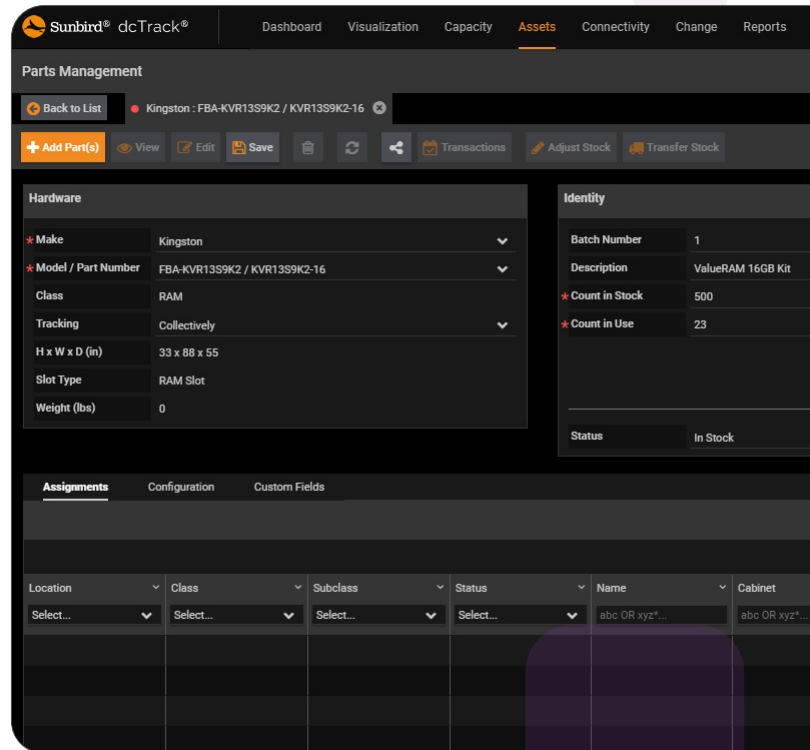 Sunbird® dcTrack® Dashboard Visualization Capacity Assets Connectivity Change Reports
Parts Management
Back to List Kingston : FBA-KVR13S9K2 / KVR13S9K2-16
Add Part(s) View Edit Save Transactions Adjust Stock Transfer Stock
Hardware
* Make Kingston
* Model / Part Number FBA-KVR13S9K2 / KVR13S9K2-16
Class RAM
Tracking Collectively
H x W x D (in) 33 x 88 x 55
Slot Type RAM Slot
Weight (lbs) 0
Identity
Batch Number 1
Description ValueRAM 16GB Kit
* Count in Stock 500
* Count in Use 23
Status In Stock
Assignments Configuration Custom Fields
Location Class Subclass Status Name Cabinet
Select... Select... Select... Select... abc OR xyz*... abc OR xyz*...